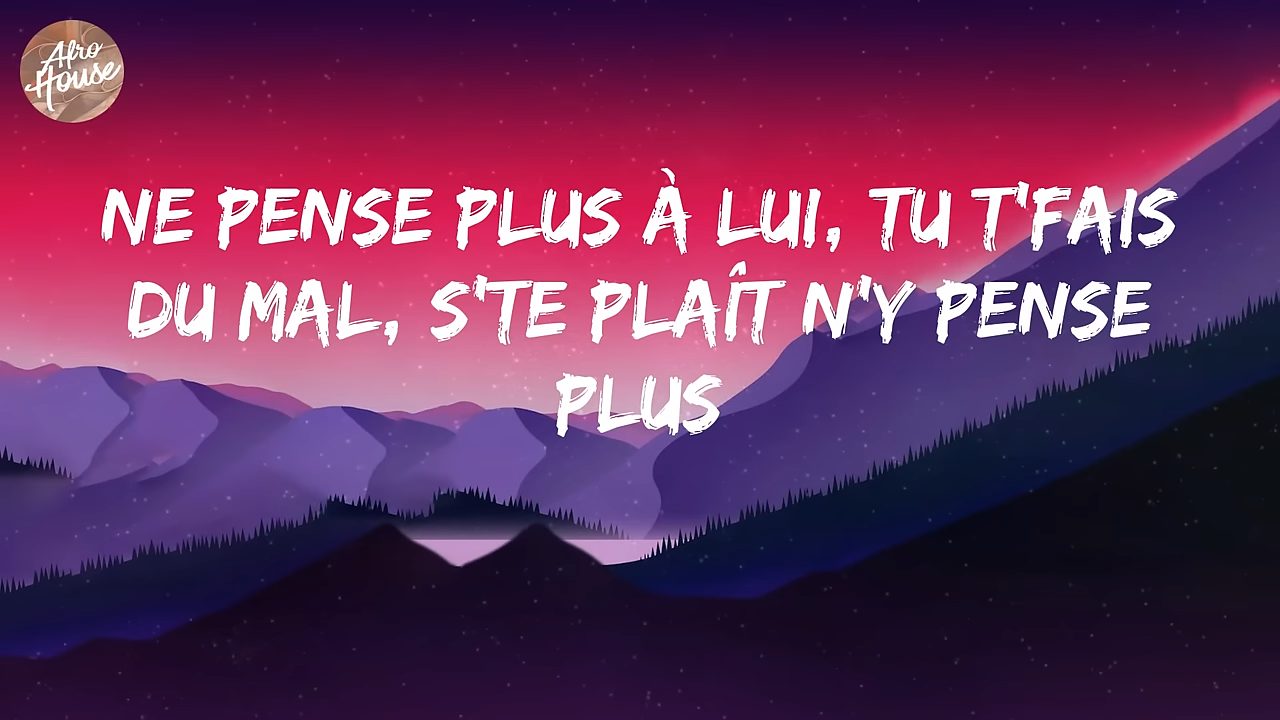 Afro
House
NE PENSE PLUS À LUI, TU T'FAIS
DU MAL, S'TE PLAÎT N'Y PENSE
PLUS